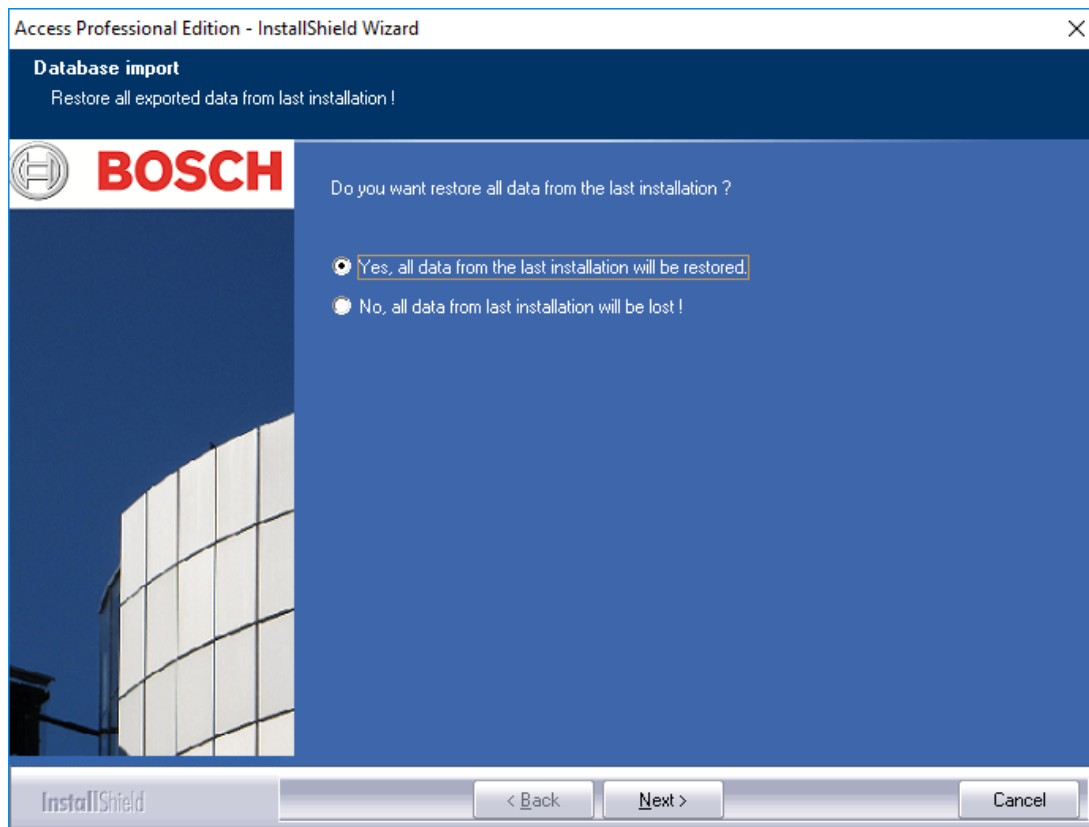 Access Professional Edition - InstallShield Wizard
Database import
Restore all exported data from last installation !
BOSCH
Do you want restore all data from the last installation ?
Yes, all data from the last installation will be restored.
No, all data from last installation will be lost !
InstallShield
< Back
Next >
Cancel